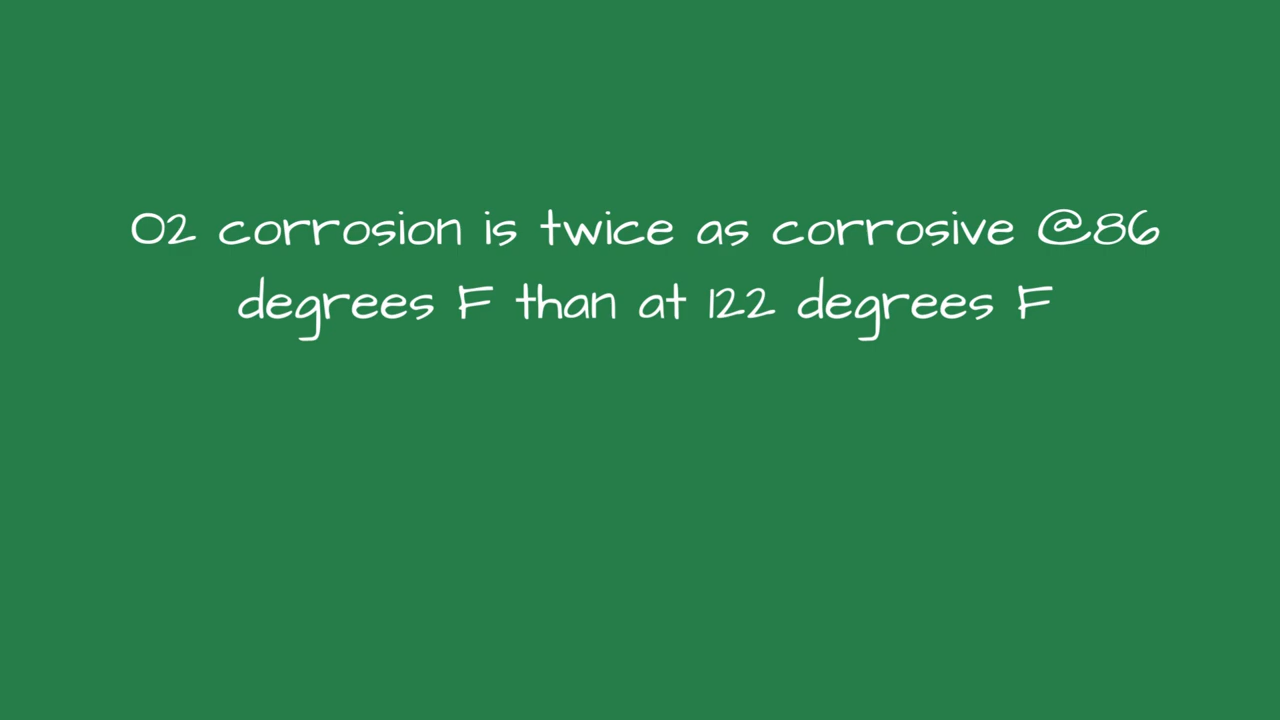 O2 corrosion is twice as corrosive @86
degrees F than at 122 degrees F